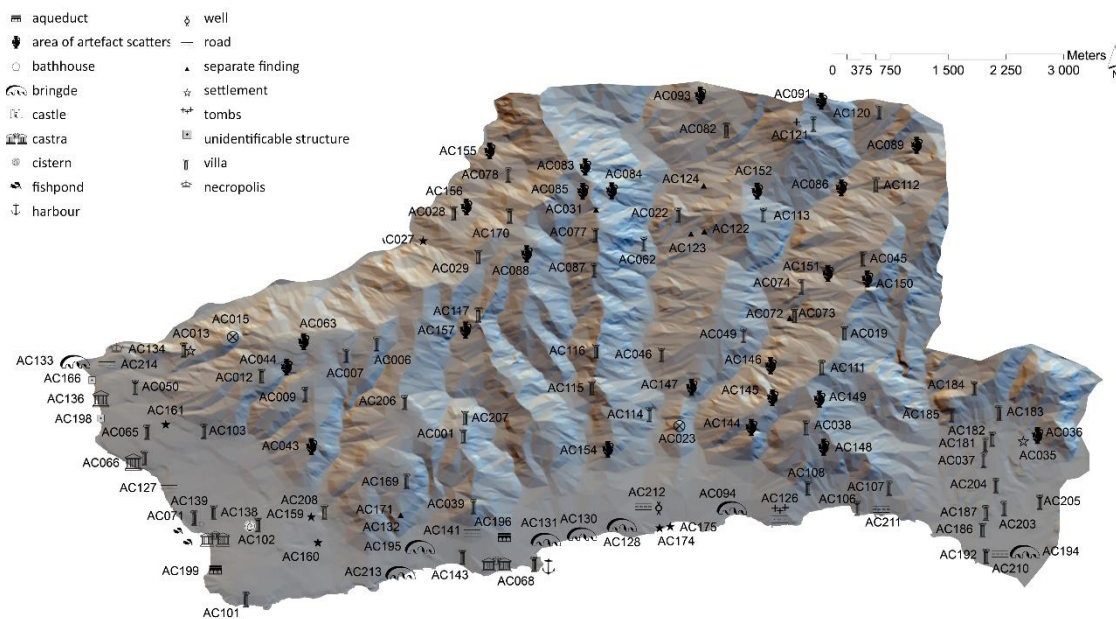 aqueduct
area of artefact scatters
bathhouse
bringde
castle
castra
cistern
fishpond
harbour
well
road
separate finding
settlement
tombs
unidentificable structure
villa
necropolis
Meters
0 375 750 1 500 2 250 3 000
N
AC093
AC091
AC120
AC082
AC121
AC089
AC155
AC083
AC084
AC078
AC124
AC152
AC156
AC085
AC086
AC112
AC028
AC031
AC022
AC113
AC170
AC077
AC122
AC027
AC123
AC062
AC029
AC088
AC087
AC151
AC045
AC150
AC074
AC015
AC063
AC117
AC072
AC073
AC013
AC157
AC049
AC019
AC133
AC134
AC214
AC044
AC006
AC116
AC046
AC146
AC111
AC166
AC012
AC007
AC050
AC115
AC147
AC145
AC184
AC136
AC009
AC206
AC149
AC198
AC161
AC207
AC114
AC185
AC183
AC065
AC103
AC001
AC023
AC144
AC038
AC182
AC036
AC043
AC154
AC148
AC181
AC035
AC066
AC037
AC108
AC127
AC169
AC107
AC204
AC139
AC208
AC212
AC094
AC126
AC106
AC205
AC071
AC138
AC159
AC171
AC039
AC211
AC187
AC203
AC102
AC132
AC141
AC196
AC131
AC130
AC175
AC186
AC160
AC195
AC128
AC174
AC192
AC194
AC199
AC213
AC143
AC068
AC210
AC101